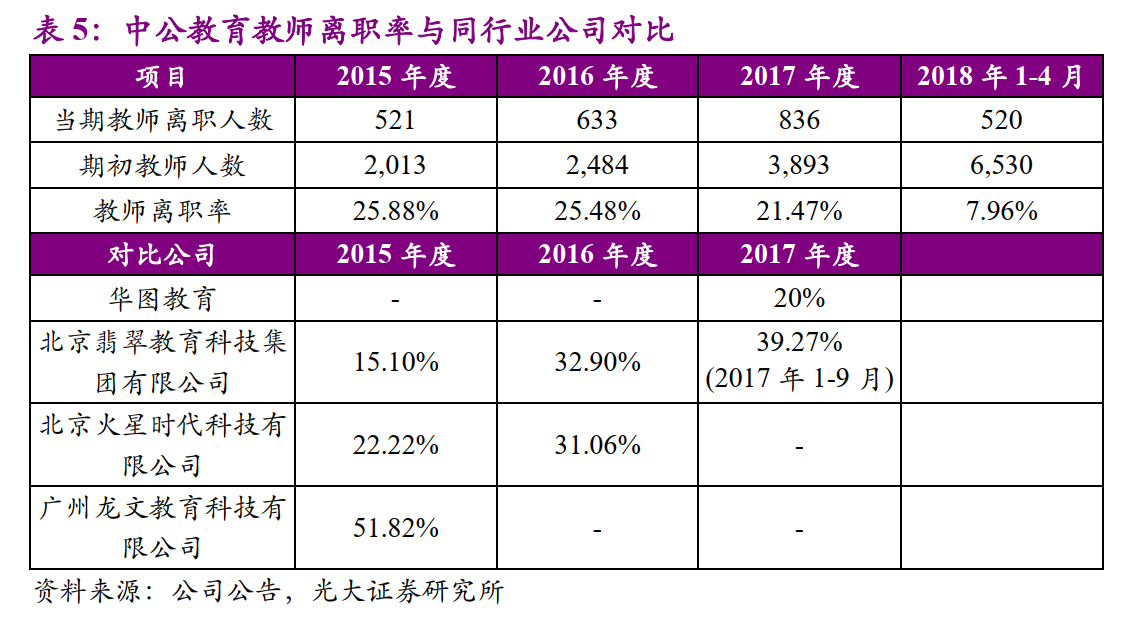 表 5：中公教育教师离职率与同行业公司对比
项目 2015 年度 2016 年度 2017 年度 2018 年 1-4 月
当期教师离职人数 521 633 836 520
期初教师人数 2,013 2,484 3,893 6,530
教师离职率 25.88% 25.48% 21.47% 7.96%
对比公司 2015 年度 2016 年度 2017 年度
华图教育 - - 20%
北京翡翠教育科技集
团有限公司
15.10% 32.90%
39.27%
(2017 年 1-9 月)
北京火星时代科技有
限公司
22.22% 31.06% -
广州龙文教育科技有
限公司
51.82% - -
资料来源：公司公告，光大证券研究所